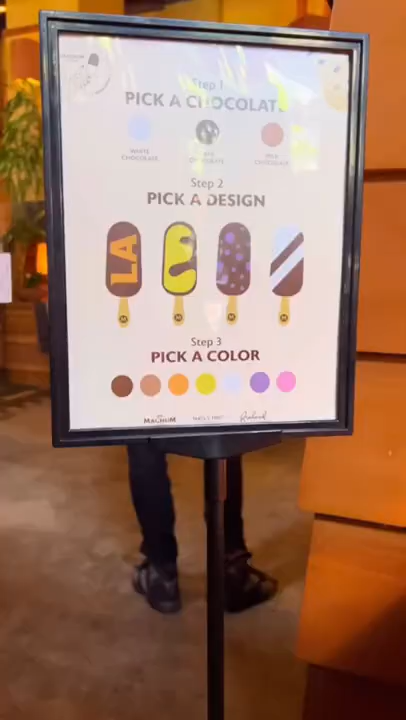 Step 1
PICK A CHOCOLATE
WHITE
CHOCOLATE
CHOCOLATE
MILK
CHOCOLATE
Step 2
PICK A DESIGN
LA
M M M M
Step 3
PICK A COLOR
MAGNUM